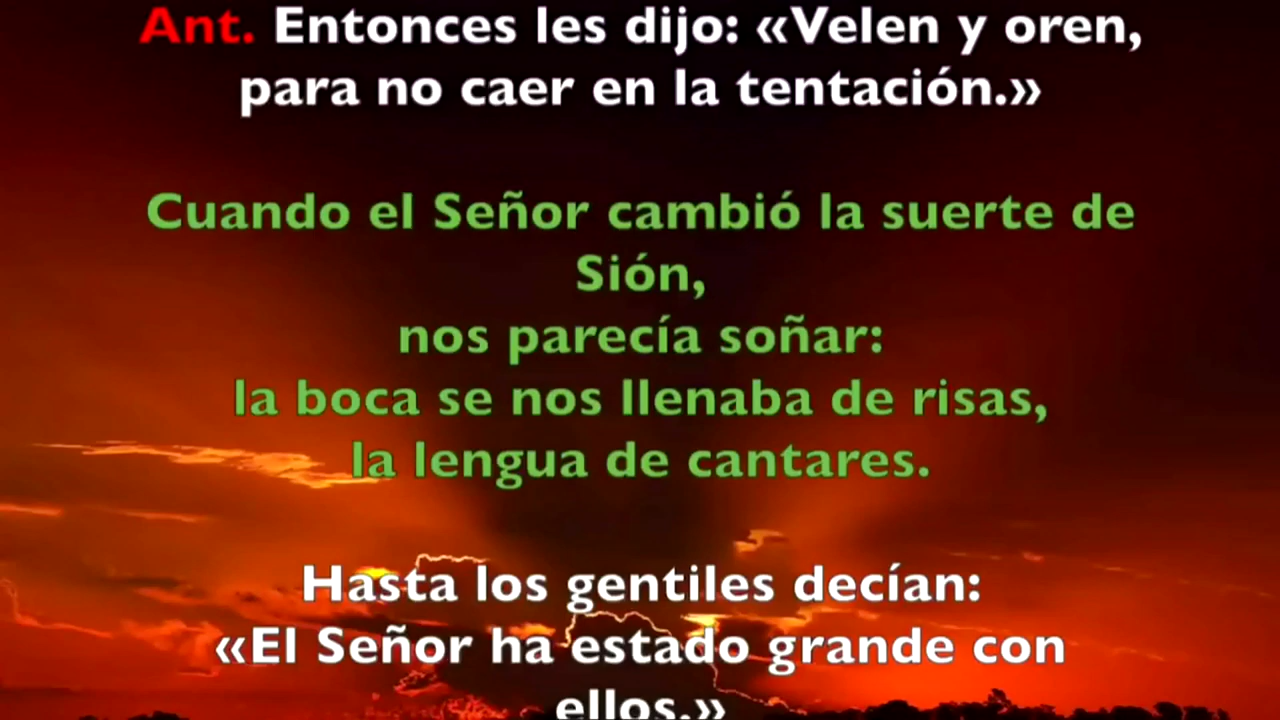 Ant. Entonces les dijo: «Velen y oren,
para no caer en la tentación.»
Cuando el Señor cambió la suerte de
Sión,
nos parecía soñar:
la boca se nos llenaba de risas,
la lengua de cantares.
Hasta los gentiles decían:
«El Señor ha estado grande con
ellos.»